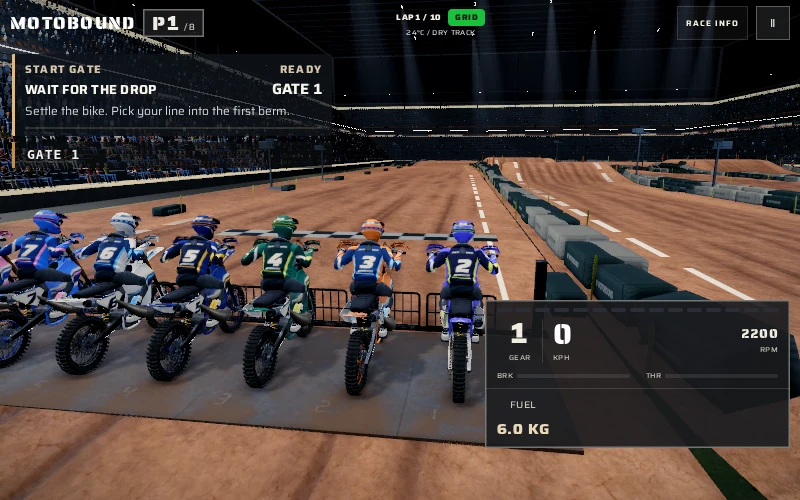 MOTOBOUND
P1 / 8
LAP 1 / 10 GRID
24°C / DRY TRACK
RACE INFO
START GATE READY
WAIT FOR THE DROP GATE 1
Settle the bike. Pick your line into the first berm.
GATE 1
7
6
5
4
3
2
1 0
GEAR KPH
2200
RPM
BRK THR
FUEL
6.0 KG